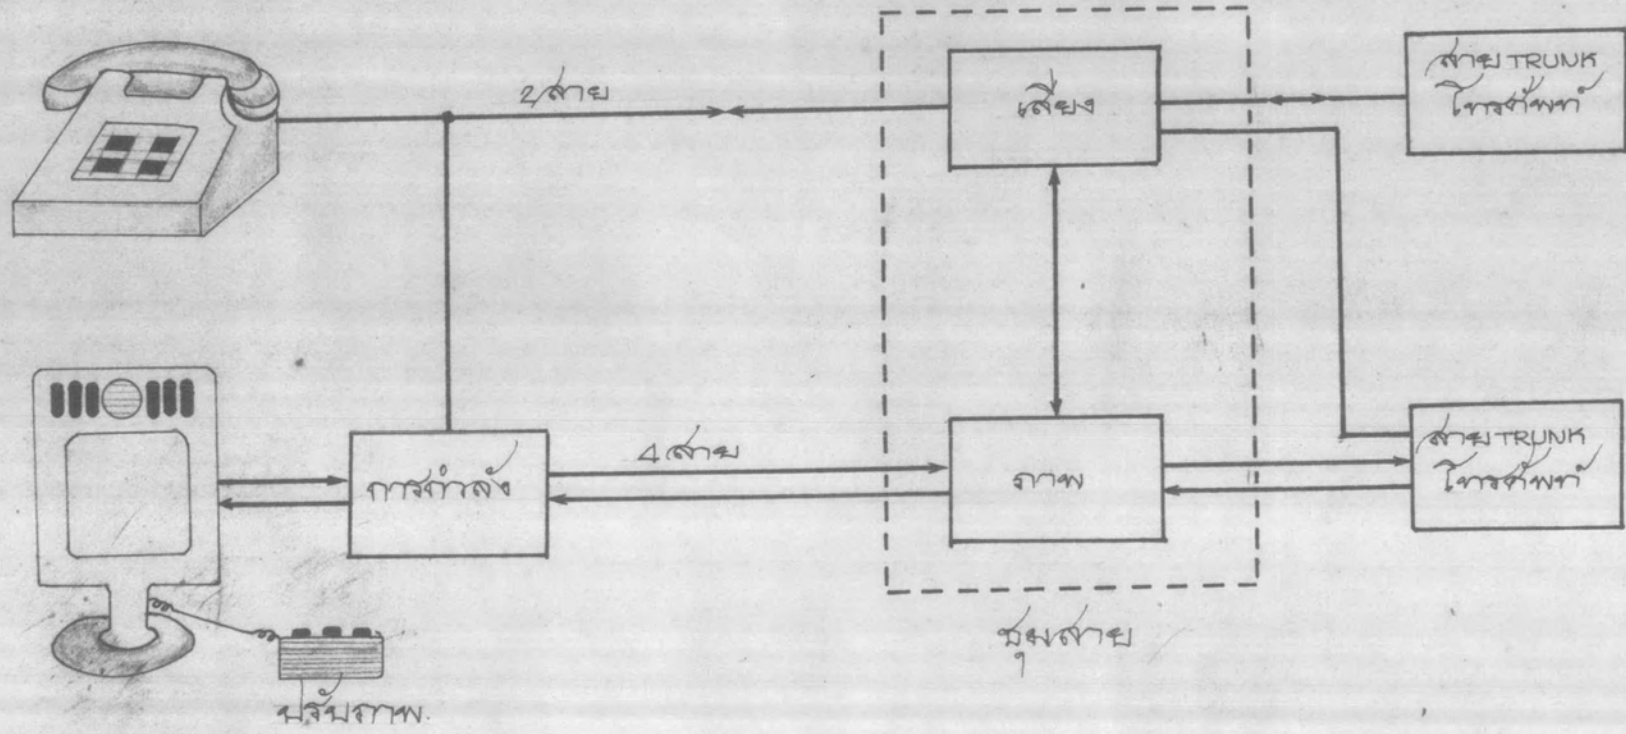 2 สาย
เสียง
สาย TRUNK
โทรศัพท์
4 สาย
การกำลัง
ภาพ
สาย TRUNK
โทรศัพท์
ชุมสาย
ปรับภาพ.